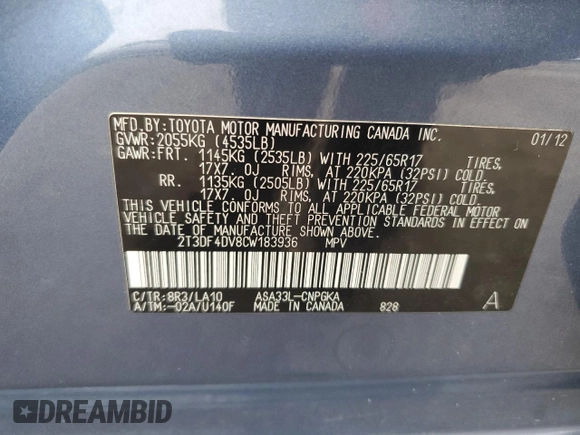 MFD.BY:TOYOTA MOTOR MANUFACTURING CANADA INC.
GVWR:2055KG (4535LB) 01/12
GAWR:FRT. 1145KG (2535LB) WITH 225/65R17 TIRES,
17X7 OJ RIMS, AT 220KPA (32PSI) COLD.
RR. 1135KG (2505LB) WITH 225/65R17 TIRES,
17X7 OJ RIMS, AT 220KPA (32PSI) COLD.
THIS VEHICLE CONFORMS TO ALL APPLICABLE FEDERAL MOTOR
VEHICLE SAFETY AND THEFT PREVENTION STANDARDS IN EFFECT ON
THE DATE OF MANUFACTURE SHOWN ABOVE.
2T3DF4DV8CW183936 MPV
C/TR:8R3/LA10 ASA33L-CNPGKA A
A/TM:-02A/U140F MADE IN CANADA 828
DREAMBID